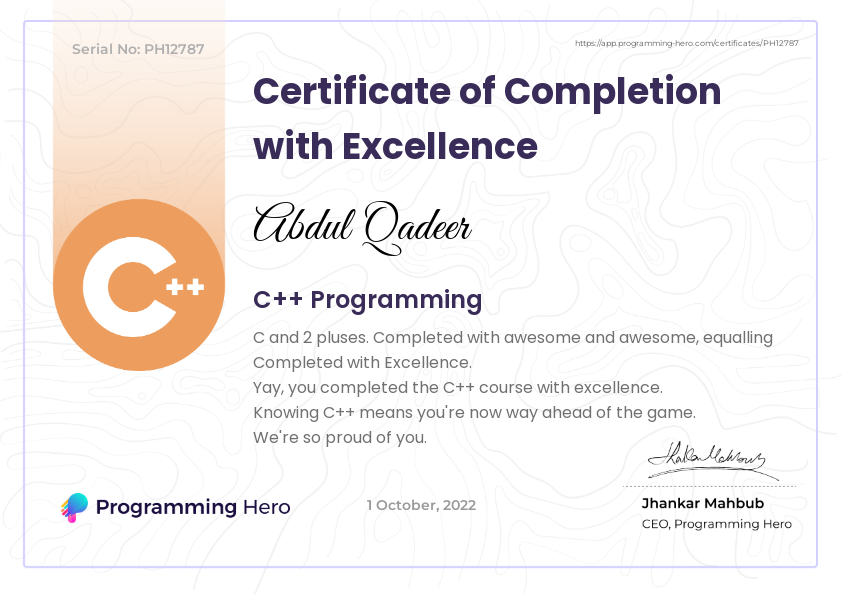 Serial No: PH12787
https://app.programming-hero.com/certificates/PH12787
Certificate of Completion
with Excellence
Abdul Qadeer
C++
C++ Programming
C and 2 pluses. Completed with awesome and awesome, equalling
Completed with Excellence.
Yay, you completed the C++ course with excellence.
Knowing C++ means you're now way ahead of the game.
We're so proud of you.
Programming Hero
1 October, 2022
Jhankar Mahbub
Jhankar Mahbub
CEO, Programming Hero